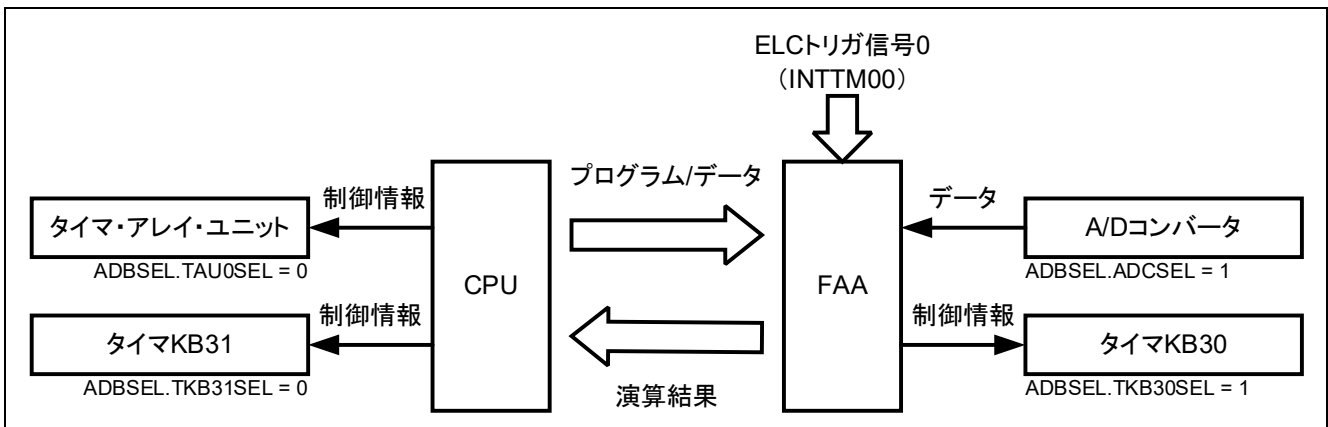 ELCトリガ信号0
（INTTM00）
制御情報
タイマ・アレイ・ユニット
ADBSEL.TAU0SEL = 0
制御情報
タイマKB31
ADBSEL.TKB31SEL = 0
CPU
プログラム/データ
演算結果
FAA
データ
A/Dコンバータ
ADBSEL.ADCSEL = 1
制御情報
タイマKB30
ADBSEL.TKB30SEL = 1